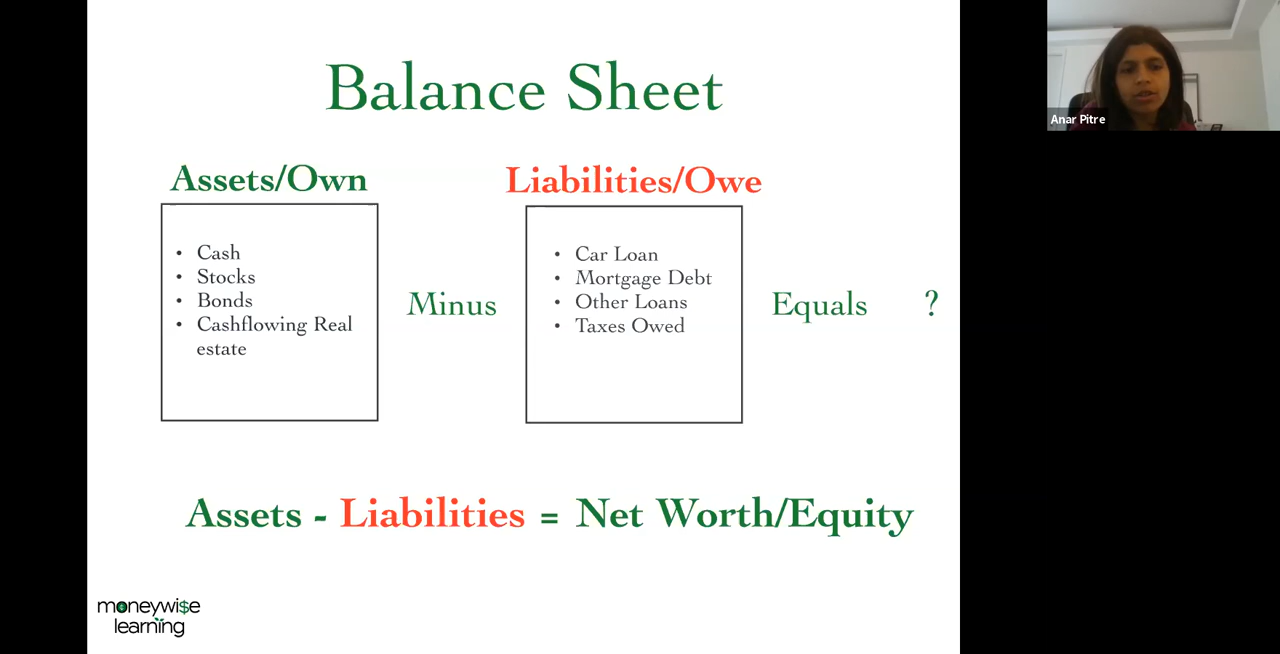 Balance Sheet
Anar Pitre
Assets/Own
Liabilities/Owe
• Cash
• Stocks
• Bonds
• Cashflowing Real
estate
Minus
• Car Loan
• Mortgage Debt
• Other Loans
• Taxes Owed
Equals ?
Assets - Liabilities = Net Worth/Equity
moneywi$e
learning